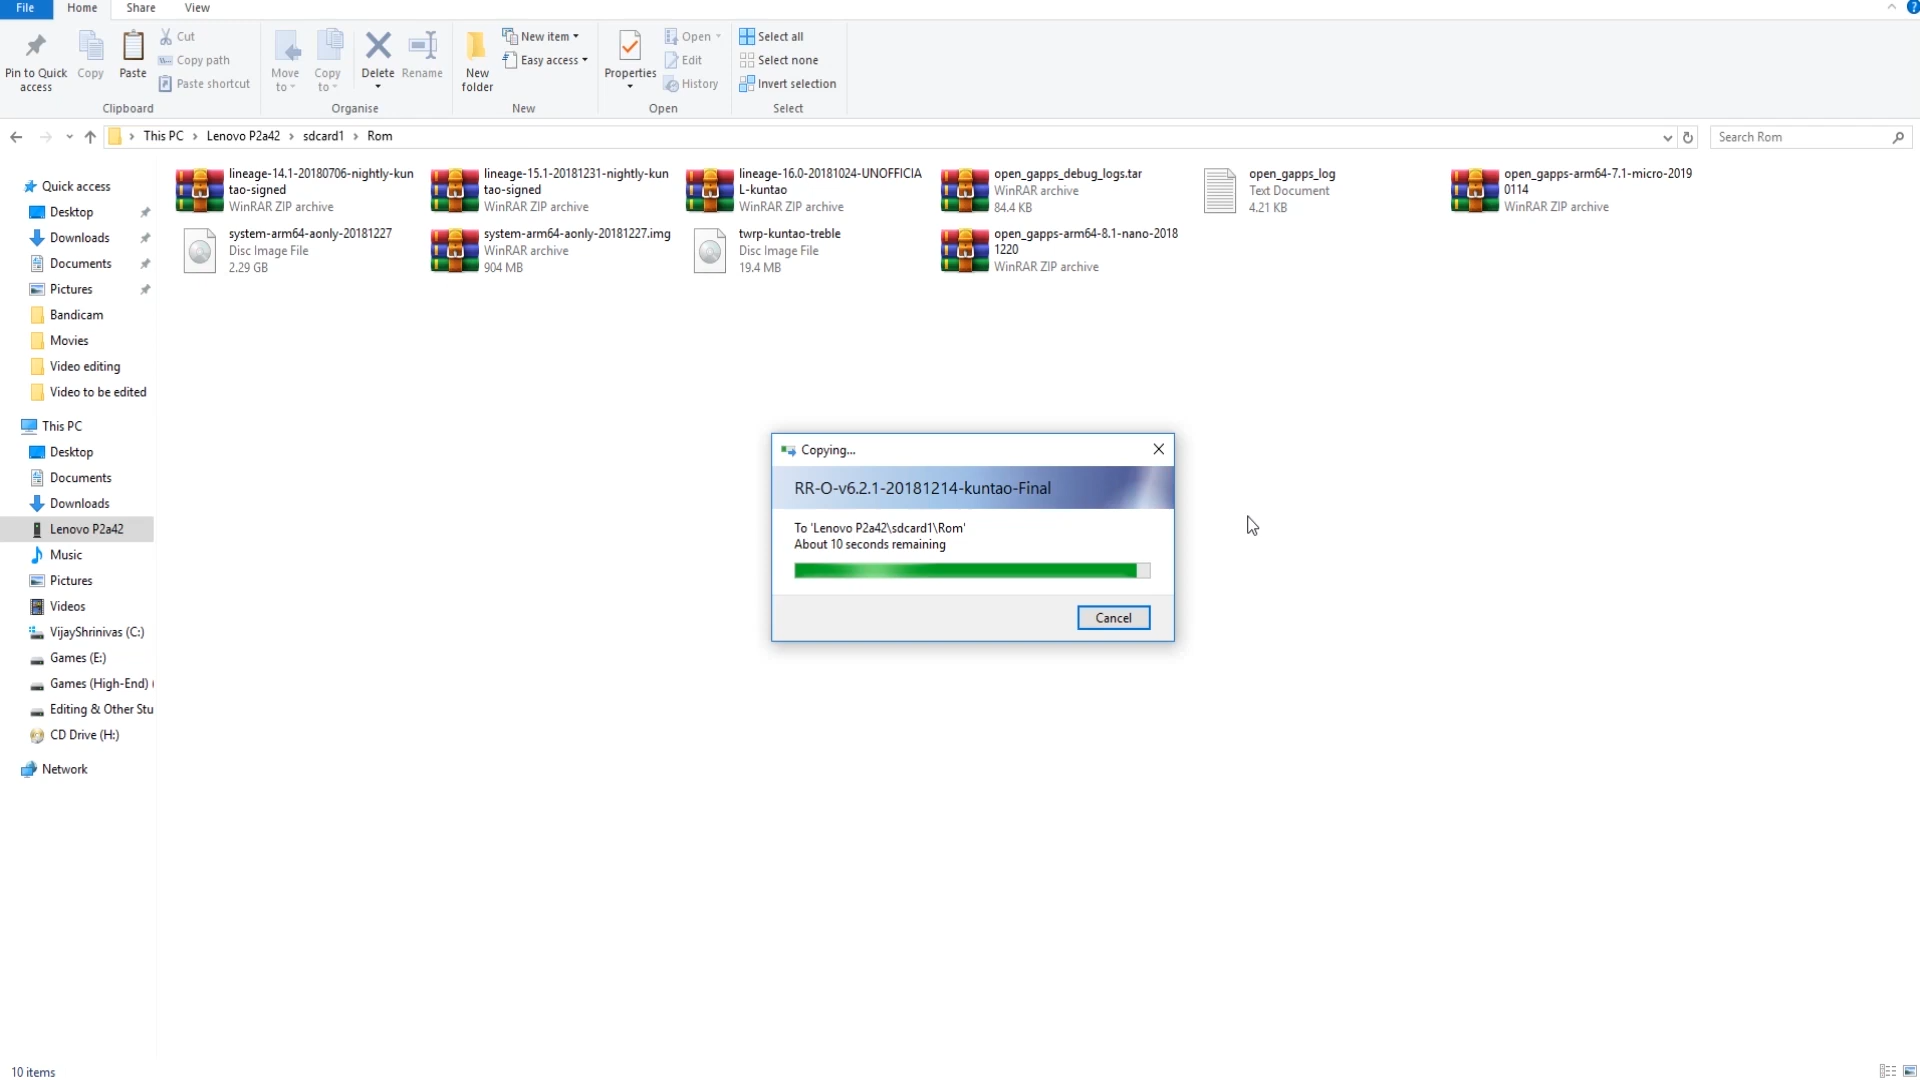 File
Home
Share
View
?
Pin to Quick
access
Copy
Paste
Cut
Copy path
Paste shortcut
Clipboard
Move
to
Copy
to
Delete
Rename
Organise
New
folder
New item
Easy access
New
Properties
Open
Edit
History
Open
Select all
Select none
Invert selection
Select
This PC
Lenovo P2a42
sdcard1
Rom
Search Rom
Quick access
Desktop
Downloads
Documents
Pictures
Bandicam
Movies
Video editing
Video to be edited
This PC
Desktop
Documents
Downloads
Lenovo P2a42
Music
Pictures
Videos
VijayShrinivas (C:)
Games (E:)
Games (High-End) (
Editing & Other Stu
CD Drive (H:)
Network
lineage-14.1-20180706-nightly-kun
tao-signed
WinRAR ZIP archive
lineage-15.1-20181231-nightly-kun
tao-signed
WinRAR ZIP archive
lineage-16.0-20181024-UNOFFICIA
L-kuntao
WinRAR ZIP archive
open_gapps_debug_logs.tar
WinRAR archive
84.4 KB
open_gapps_log
Text Document
4.21 KB
open_gapps-arm64-7.1-micro-2019
0114
WinRAR ZIP archive
system-arm64-aonly-20181227
Disc Image File
2.29 GB
system-arm64-aonly-20181227.img
WinRAR archive
904 MB
twrp-kuntao-treble
Disc Image File
19.4 MB
open_gapps-arm64-8.1-nano-2018
1220
WinRAR ZIP archive
Copying...
RR-O-v6.2.1-20181214-kuntao-Final
To 'Lenovo P2a42\sdcard1\Rom'
About 10 seconds remaining
Cancel
10 items